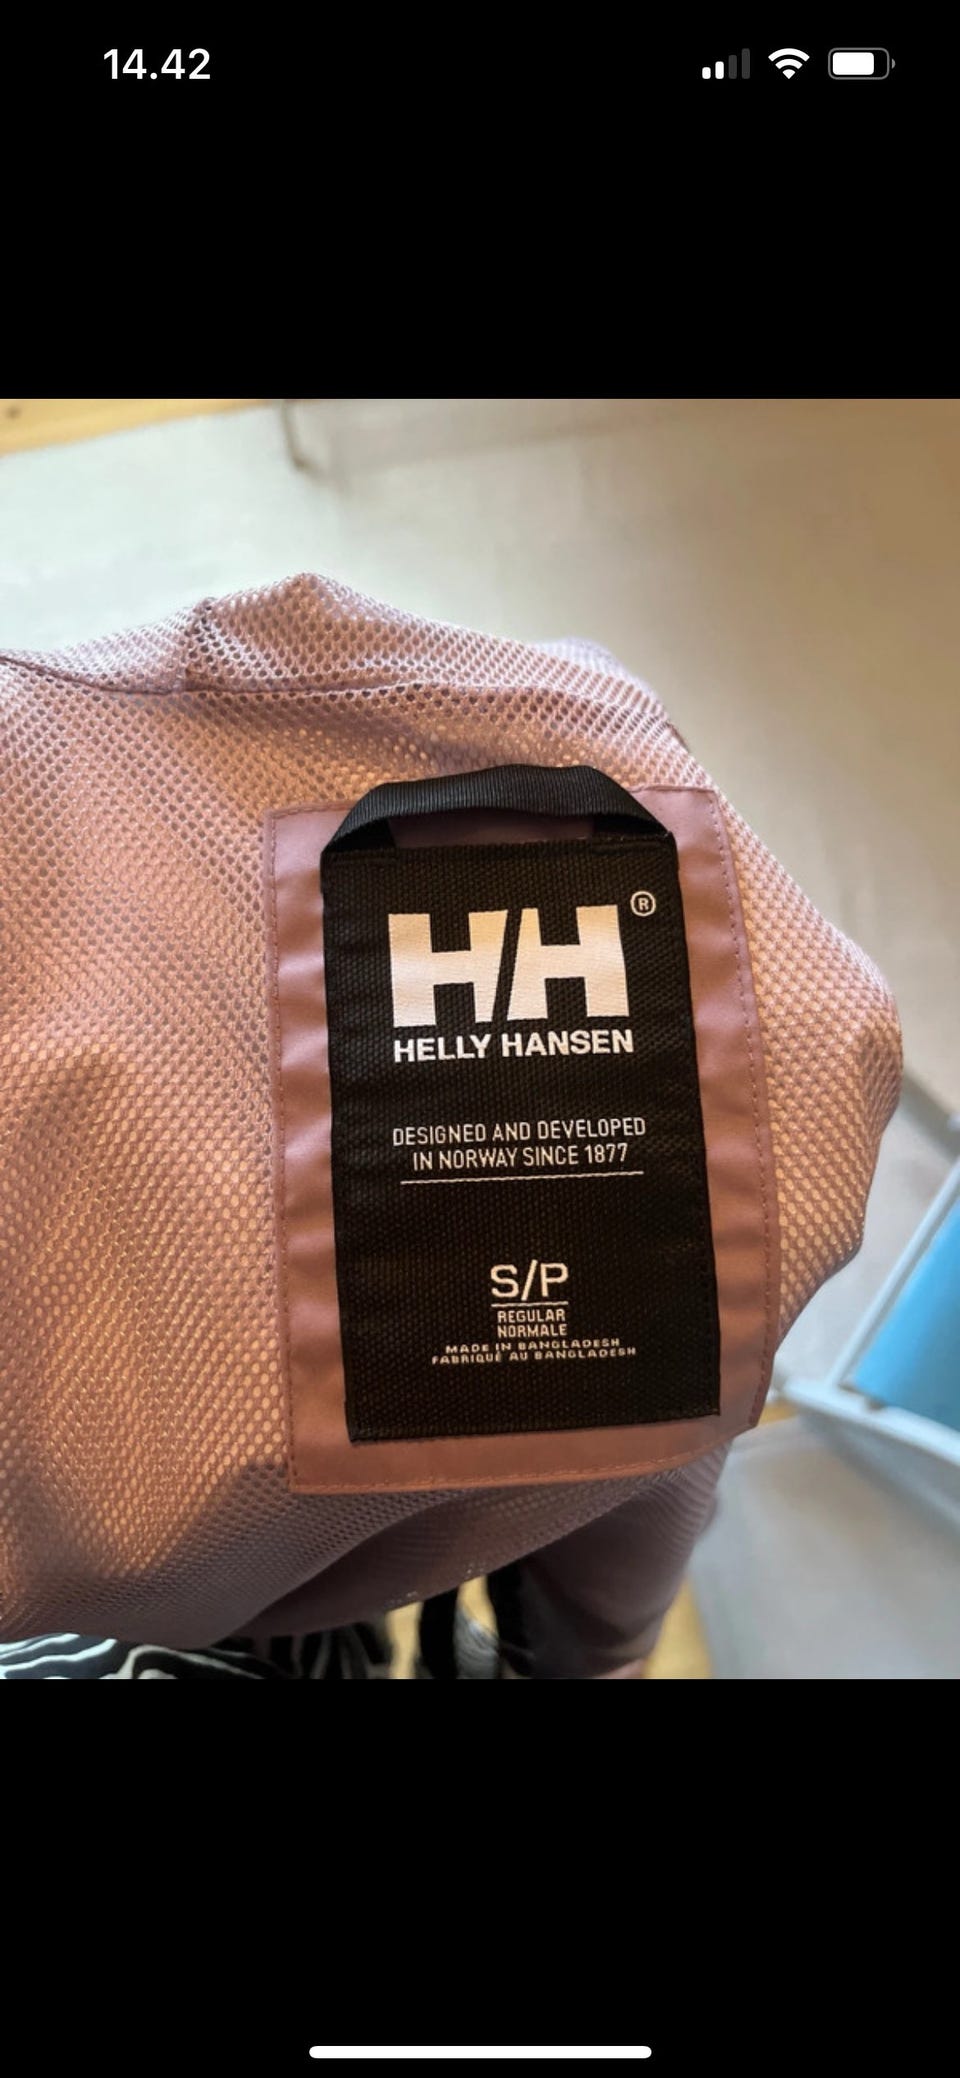 14.42
HH®
HELLY HANSEN
DESIGNED AND DEVELOPED
IN NORWAY SINCE 1877
S/P
REGULAR
NORMALE
MADE IN BANGLADESH
FABRIQUÉ AU BANGLADESH